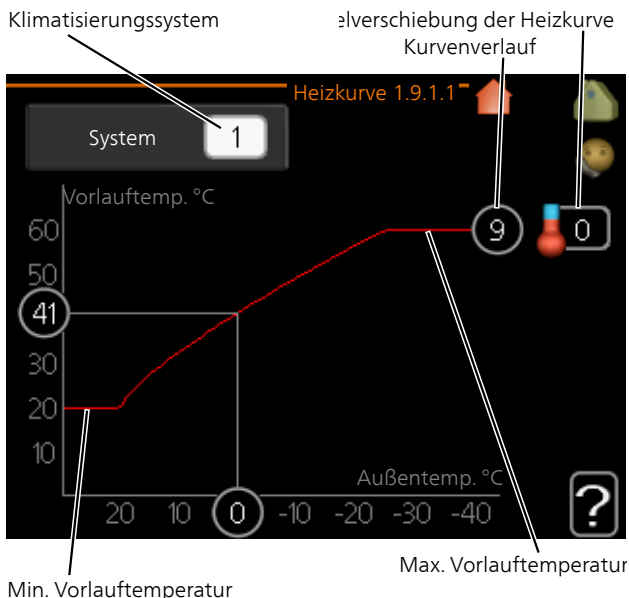 Klimatisierungssystem
elverschiebung der Heizkurve
Kurvenverlauf
Heizkurve 1.9.1.1
System 1
Vorlauftemp. °C
60
9
0
50
41
30
20
10
Außentemp. °C
20 10 0 -10 -20 -30 -40
?
Max. Vorlauftemperatur
Min. Vorlauftemperatur